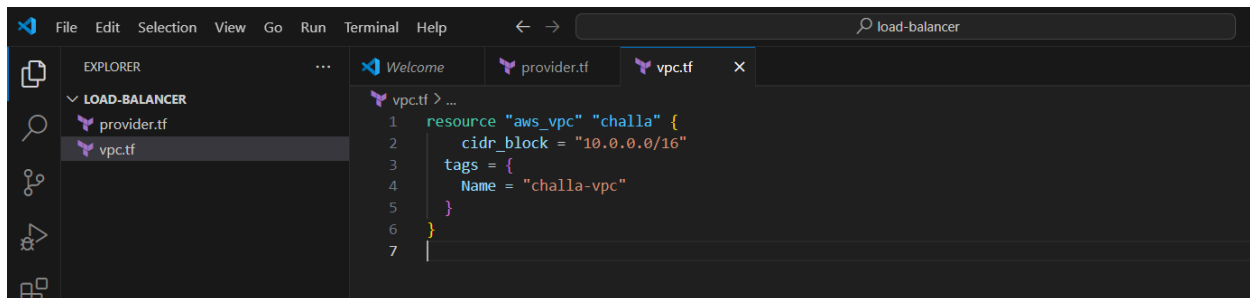 File Edit Selection View Go Run Terminal Help ← → load-balancer
EXPLORER ...
LOAD-BALANCER
provider.tf
vpc.tf
Welcome provider.tf vpc.tf ×
vpc.tf > ...
1 resource "aws_vpc" "challa" {
2     cidr_block = "10.0.0.0/16"
3   tags = {
4     Name = "challa-vpc"
5   }
6 }
7